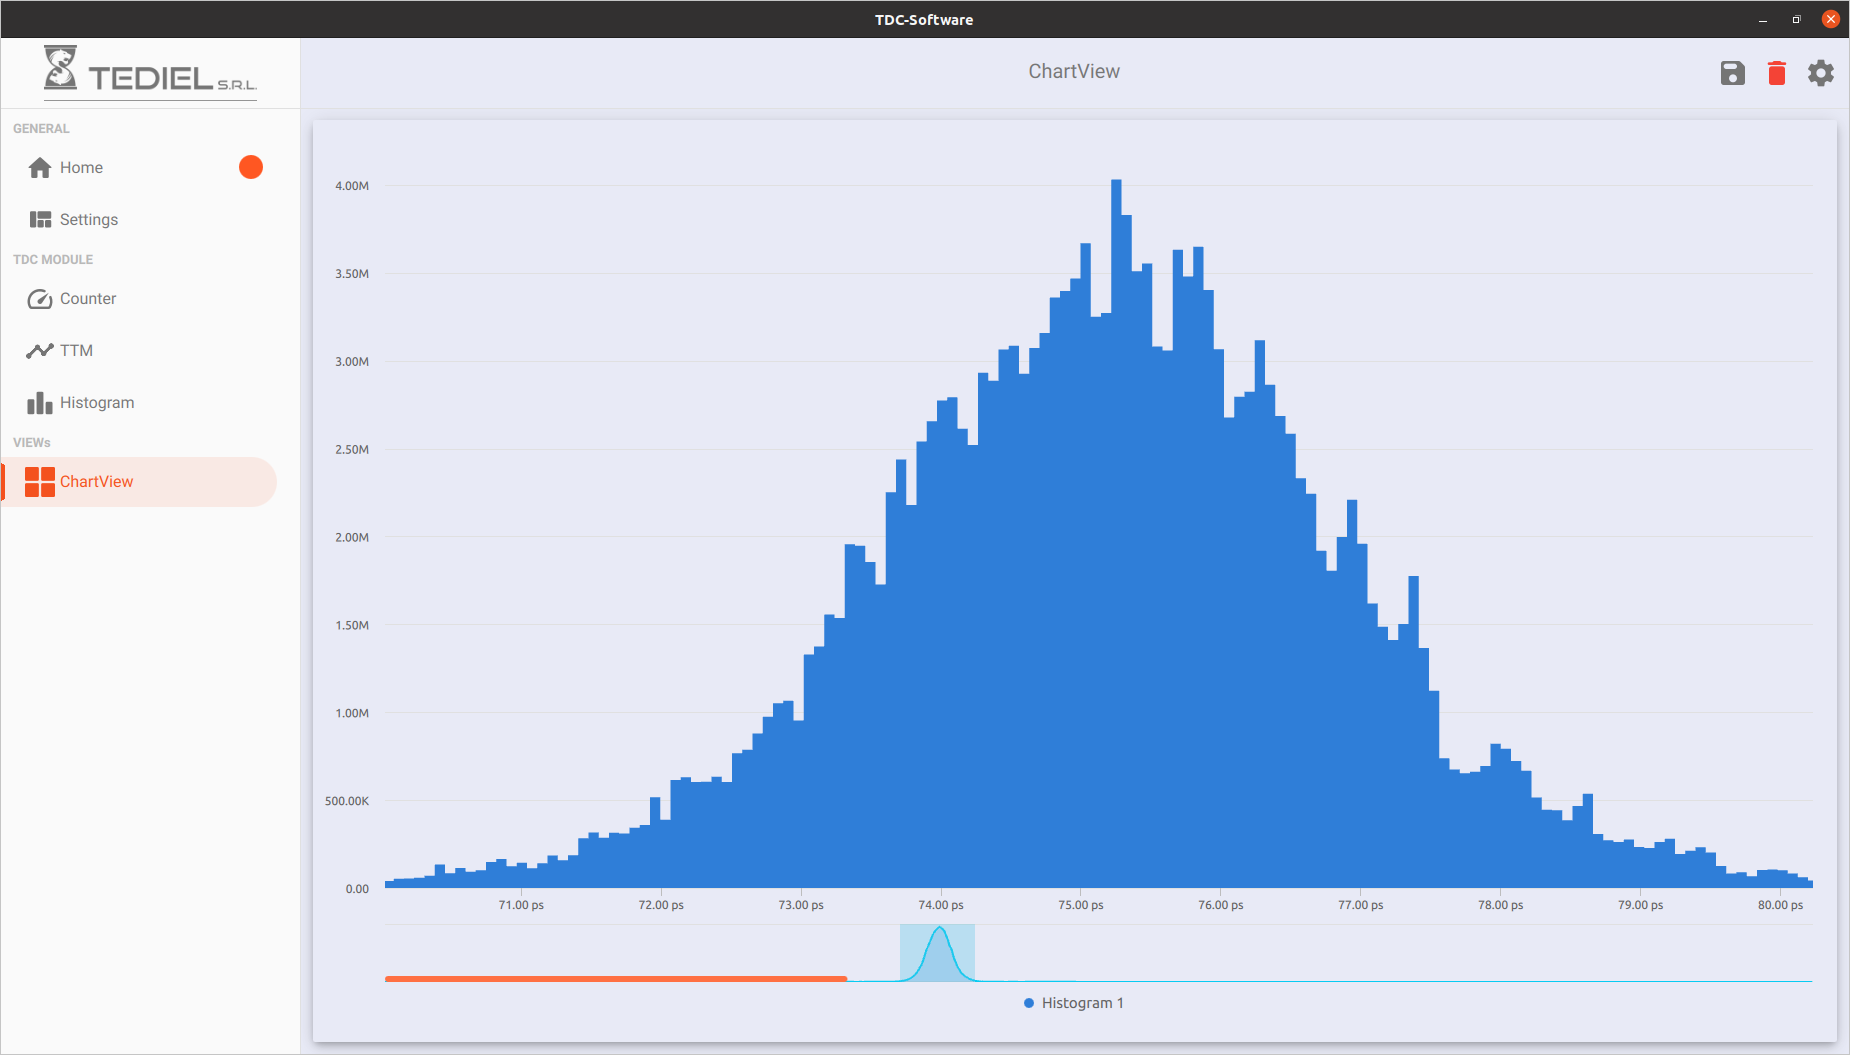 TDC-Software
TEDIEL S.R.L.
ChartView
GENERAL
Home
Settings
TDC MODULE
Counter
TTM
Histogram
VIEWs
ChartView
4.00M
3.50M
3.00M
2.50M
2.00M
1.50M
1.00M
500.00K
0.00
71.00 ps 72.00 ps 73.00 ps 74.00 ps 75.00 ps 76.00 ps 77.00 ps 78.00 ps 79.00 ps 80.00 ps
Histogram 1